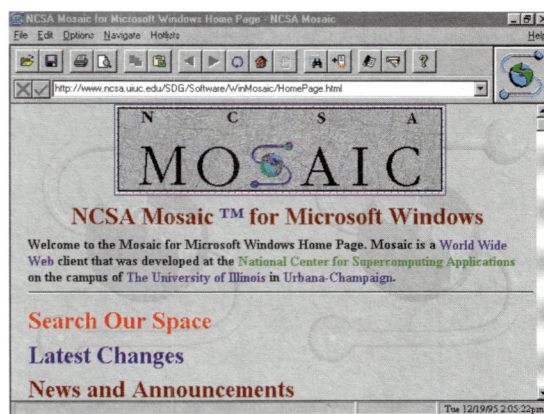 NCSA Mosaic for Microsoft Windows Home Page - NCSA Mosaic
File Edit Options Navigate Hotlists Help
http://www.ncsa.uiuc.edu/SDG/Software/WinMosaic/HomePage.html
N C S A
MOSAIC
NCSA Mosaic ™ for Microsoft Windows
Welcome to the Mosaic for Microsoft Windows Home Page. Mosaic is a World Wide
Web client that was developed at the National Center for Supercomputing Applications
on the campus of The University of Illinois in Urbana-Champaign.
Search Our Space
Latest Changes
News and Announcements
Tue 12/19/95 2:05:22pm